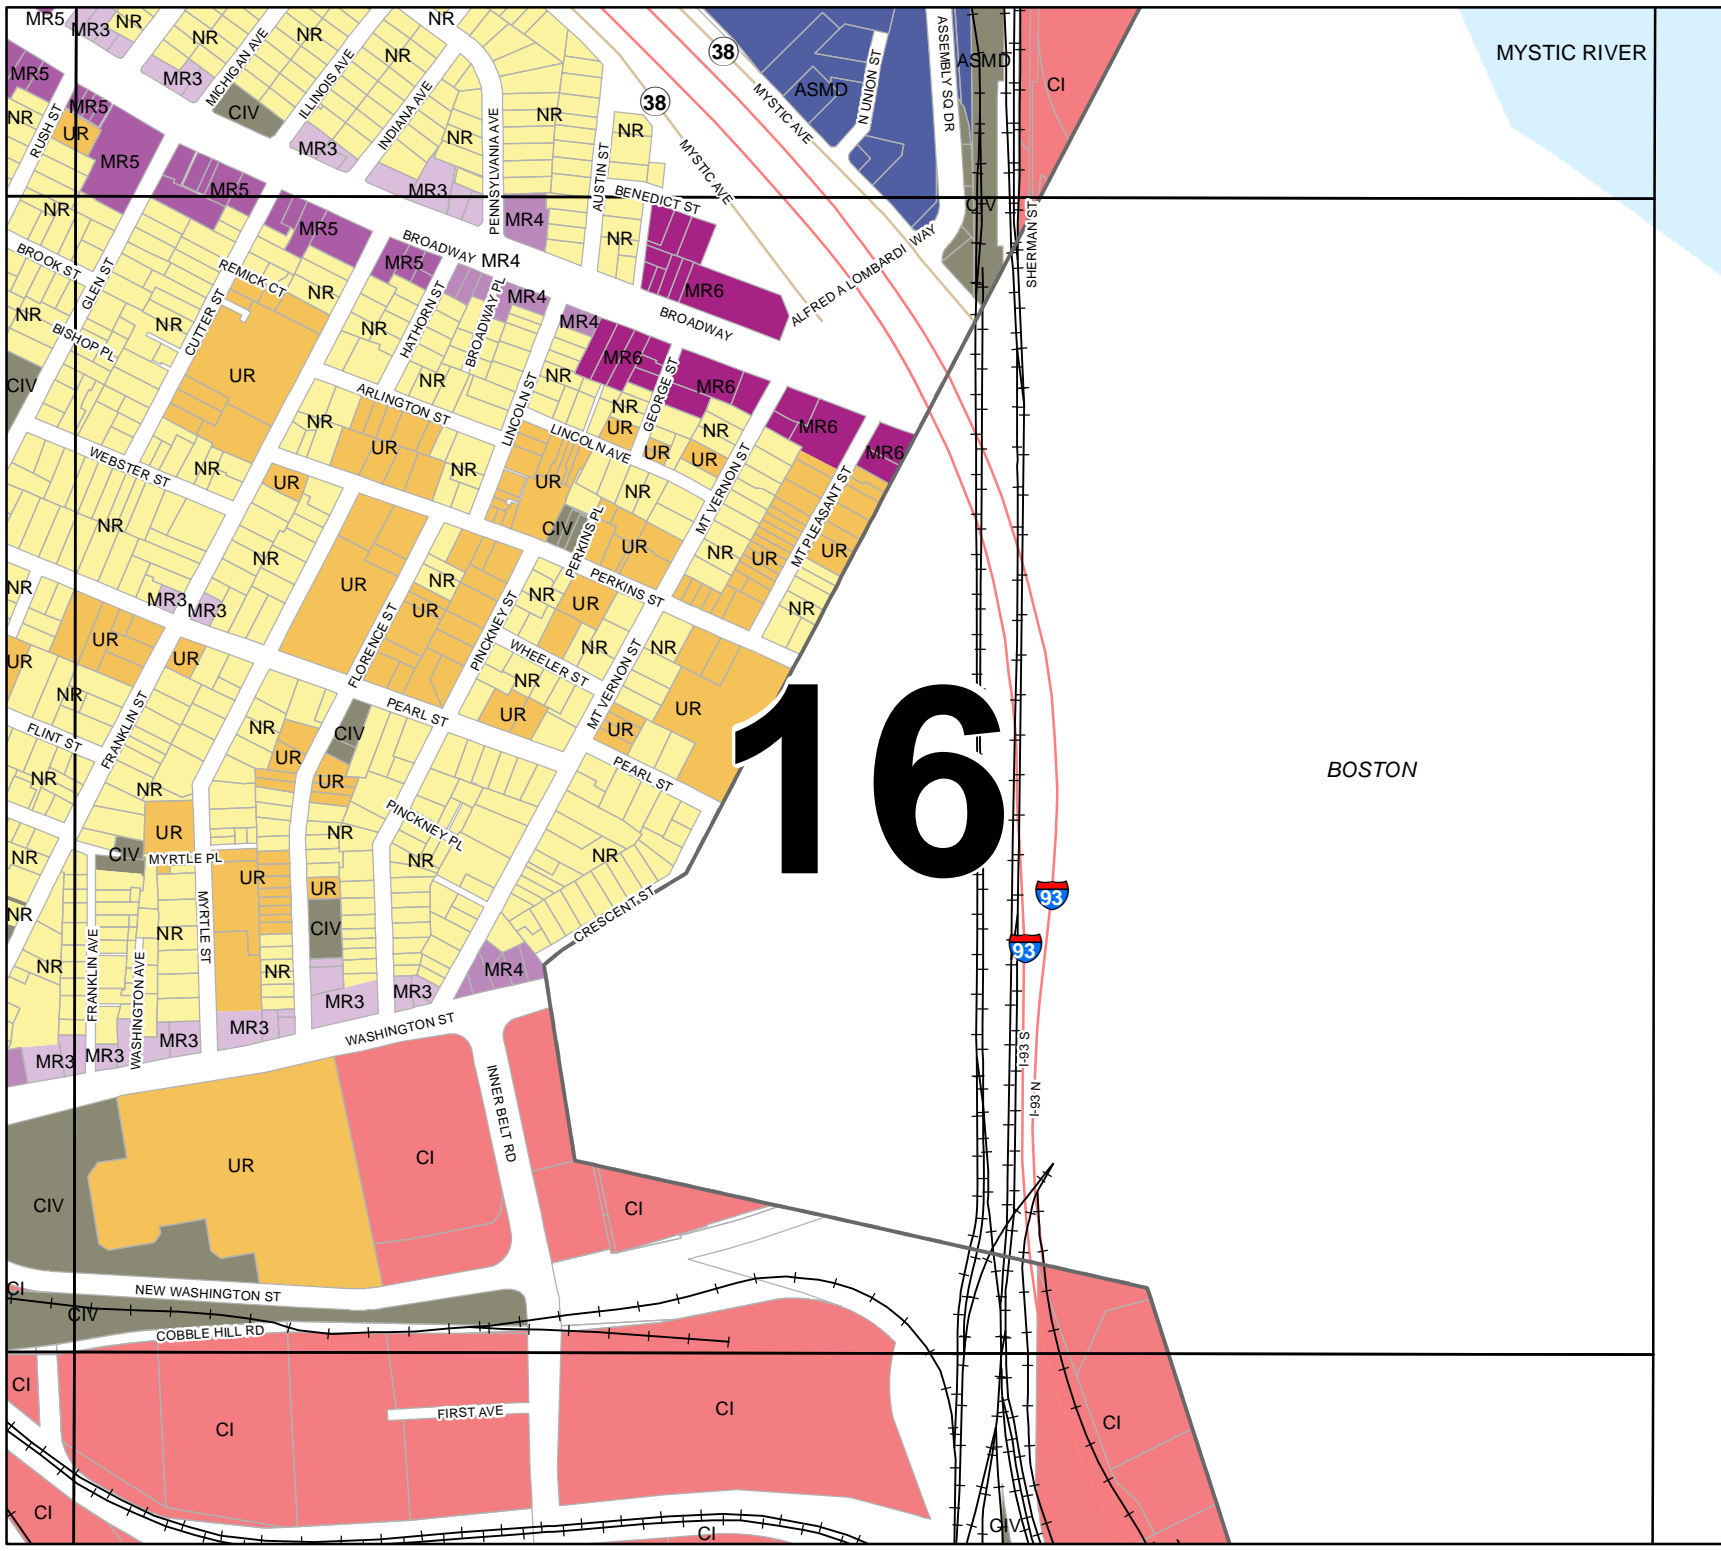 MR5
MR3
NR
NR
MICHIGAN AVE
NR
ILLINOIS AVE
NR
NR
38
ASMD
N UNION ST
ASSEMBLY SQ DR
ASMD
CI
MYSTIC RIVER
MR5
MR3
CIV
INDIANA AVE
NR
PENNSYLVANIA AVE
NR
38
MYSTIC AVE
NR
RUSH ST
MR5
UR
MR5
MR3
NR
AUSTIN ST
MYSTIC AVE
MR5
MR3
BENEDICT ST
NR
MR4
CIV
SHERMAN ST
MR5
BROADWAY
MR4
NR
ALFRED A LOMBARDI WAY
BROOK ST
GLEN ST
REMICK CT
NR
MR5
MR4
MR6
NR
BISHOP PL
NR
CUTTER ST
NR
HATHORN ST
BROADWAY PL
MR4
BROADWAY
CIV
UR
NR
NR
MR6
GEORGE ST
MR6
ARLINGTON ST
NR
LINCOLN ST
NR
UR
NR
MR6
MR6
WEBSTER ST
NR
UR
NR
LINCOLN AVE
UR
UR
MT VERNON ST
UR
UR
NR
MT PLEASANT ST
NR
CIV
PERKINS PL
UR
NR
UR
UR
NR
NR
UR
NR
UR
NR
UR
PERKINS ST
NR
MR3
MR3
FLORENCE ST
PINCKNEY ST
UR
UR
UR
WHEELER ST
NR
MT VERNON ST
NR
NR
FRANKLIN ST
NR
UR
UR
UR
16
FLINT ST
NR
CIV
PEARL ST
UR
PEARL ST
BOSTON
NR
NR
UR
UR
NR
PINCKNEY PL
NR
CIV
MYRTLE PL
NR
NR
UR
UR
93
NR
NR
MYRTLE ST
CIV
CRESCENT ST
93
NR
FRANKLIN AVE
WASHINGTON AVE
NR
MR4
MR3
MR3
MR3
MR3
MR3
MR3
WASHINGTON ST
I-93 S
I-93 N
INNER BELT RD
CI
UR
CIV
CI
CI
NEW WASHINGTON ST
CIV
COBBLE HILL RD
CI
CI
FIRST AVE
CI
CI
CI
CIV
CI